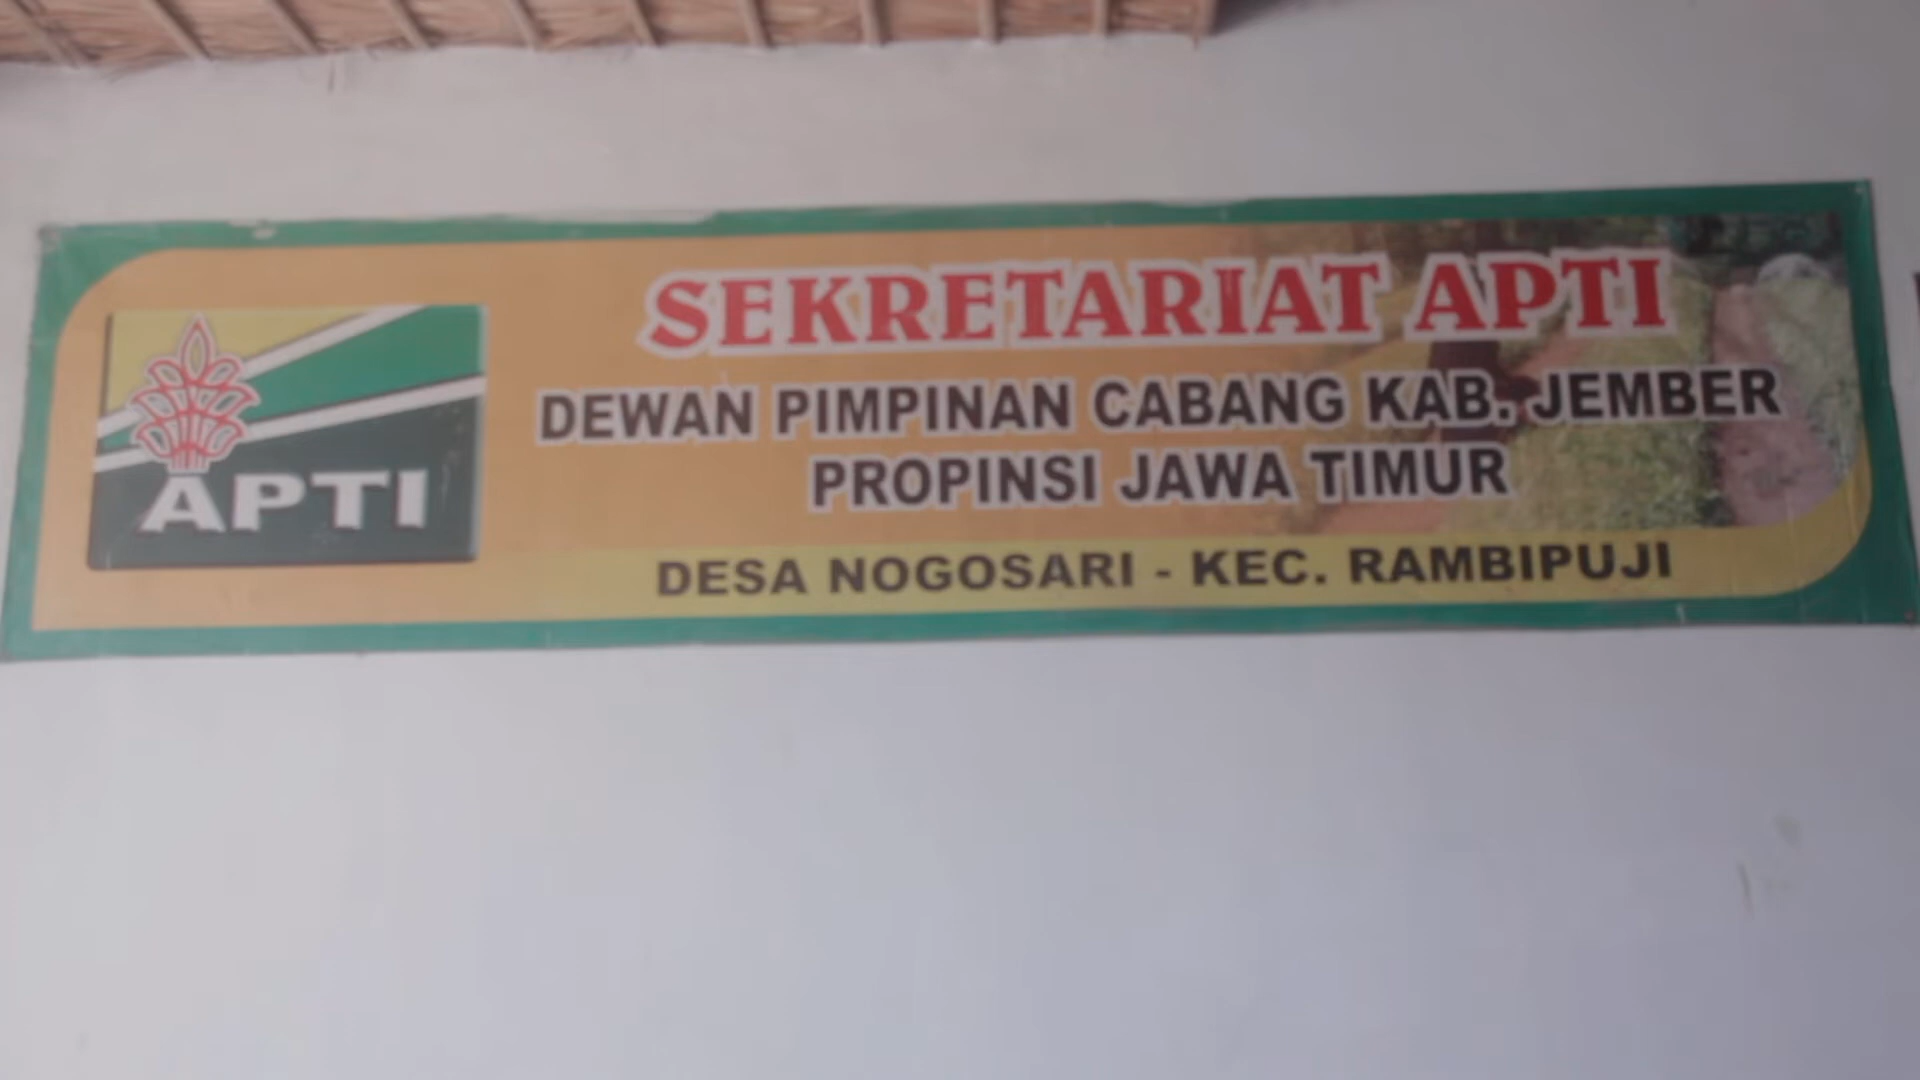 SEKRETARIAT APTI
DEWAN PIMPINAN CABANG KAB. JEMBER
PROPINSI JAWA TIMUR
DESA NOGOSARI - KEC. RAMBIPUJI
APTI